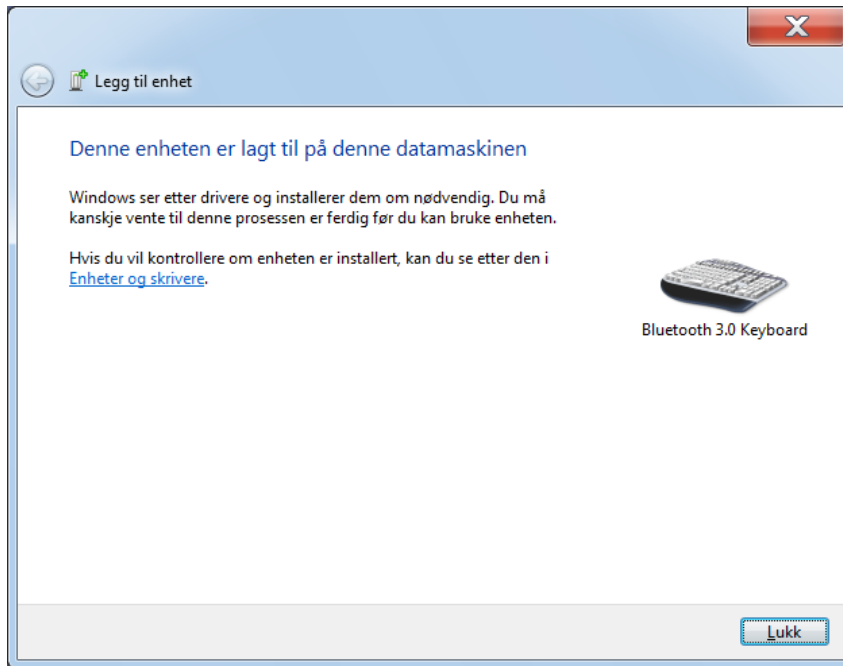 Legg til enhet
Denne enheten er lagt til på denne datamaskinen
Windows ser etter drivere og installerer dem om nødvendig. Du må
kanskje vente til denne prosessen er ferdig før du kan bruke enheten.
Hvis du vil kontrollere om enheten er installert, kan du se etter den i
Enheter og skrivere.
Bluetooth 3.0 Keyboard
Lukk